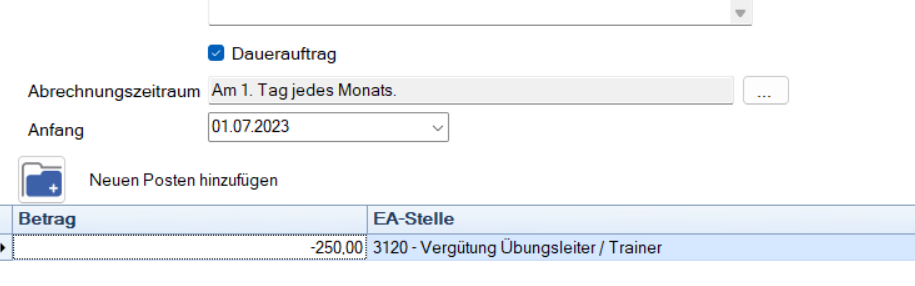 Dauerauftrag
Abrechnungszeitraum Am 1. Tag jedes Monats. ...
Anfang 01.07.2023
Neuen Posten hinzufügen
Betrag EA-Stelle
-250,00 3120 - Vergütung Übungsleiter / Trainer